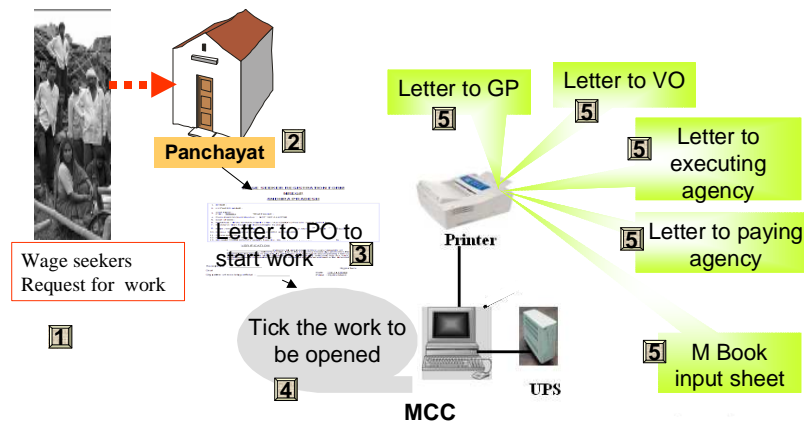 Wage seekers
Request for work
1
Panchayat
2
Letter to PO to
start work
3
Tick the work to
be opened
4
MCC
UPS
Printer
Letter to GP
5
Letter to VO
5
Letter to
executing
agency
5
Letter to paying
agency
5
M Book
input sheet
5